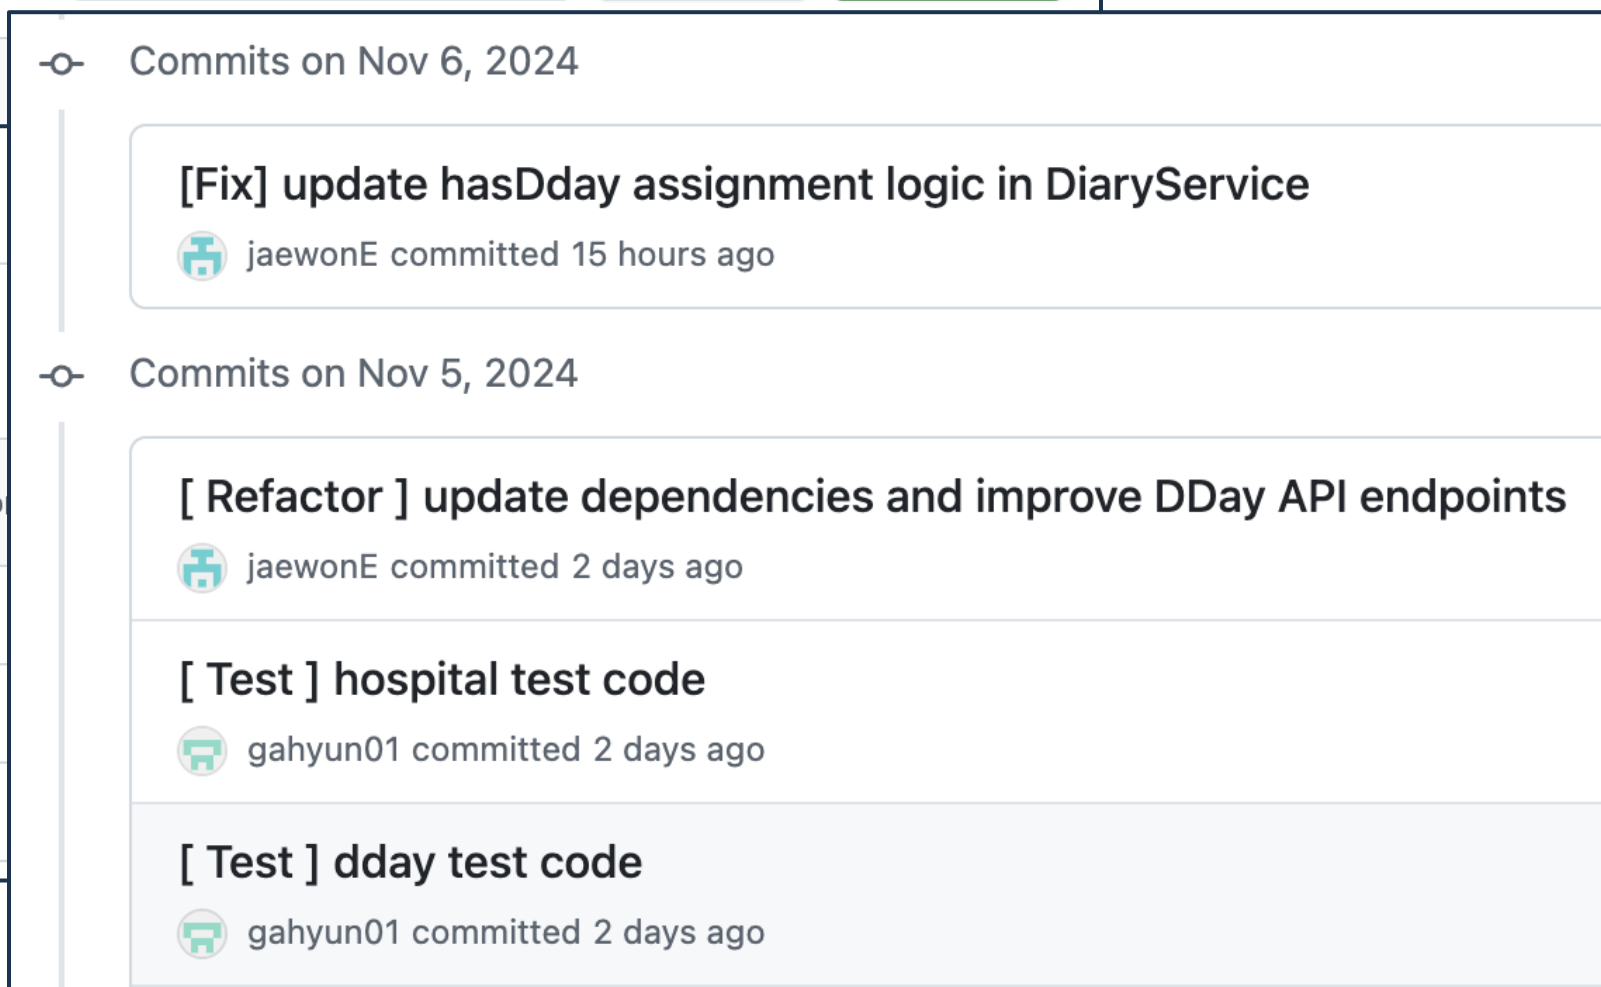 Commits on Nov 6, 2024
[Fix] update hasDday assignment logic in DiaryService
jaewonE committed 15 hours ago
Commits on Nov 5, 2024
[ Refactor ] update dependencies and improve DDay API endpoints
jaewonE committed 2 days ago
[ Test ] hospital test code
gahyun01 committed 2 days ago
[ Test ] dday test code
gahyun01 committed 2 days ago